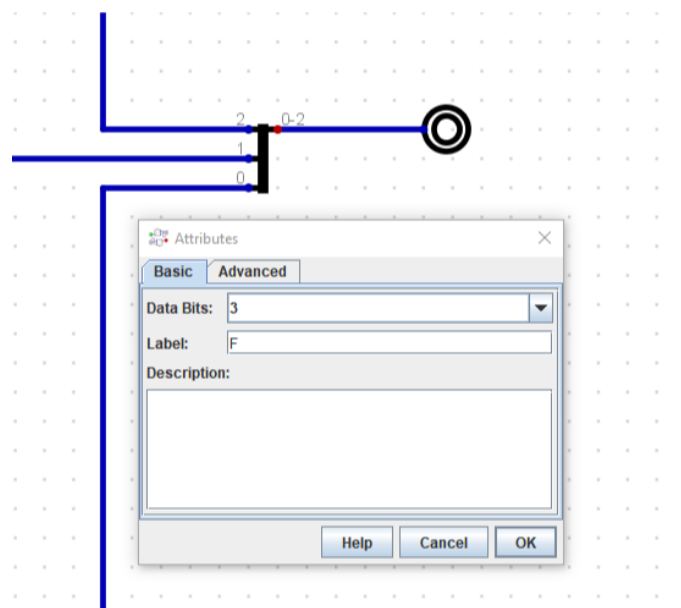 2 0-2
1
0
Attributes
Basic Advanced
Data Bits: 3
Label: F
Description:
Help Cancel OK